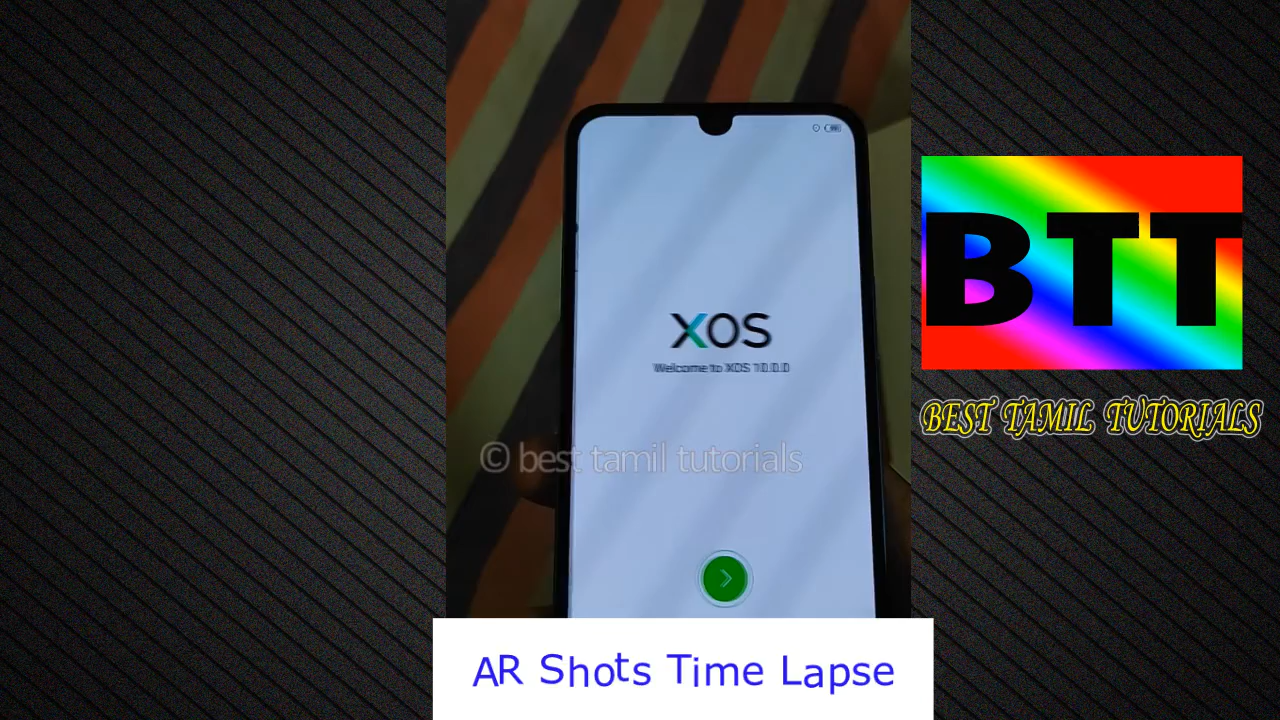 XOS
Welcome to XOS 10.0.0
© best tamil tutorials
BTT
BEST TAMIL TUTORIALS
AR Shots Time Lapse